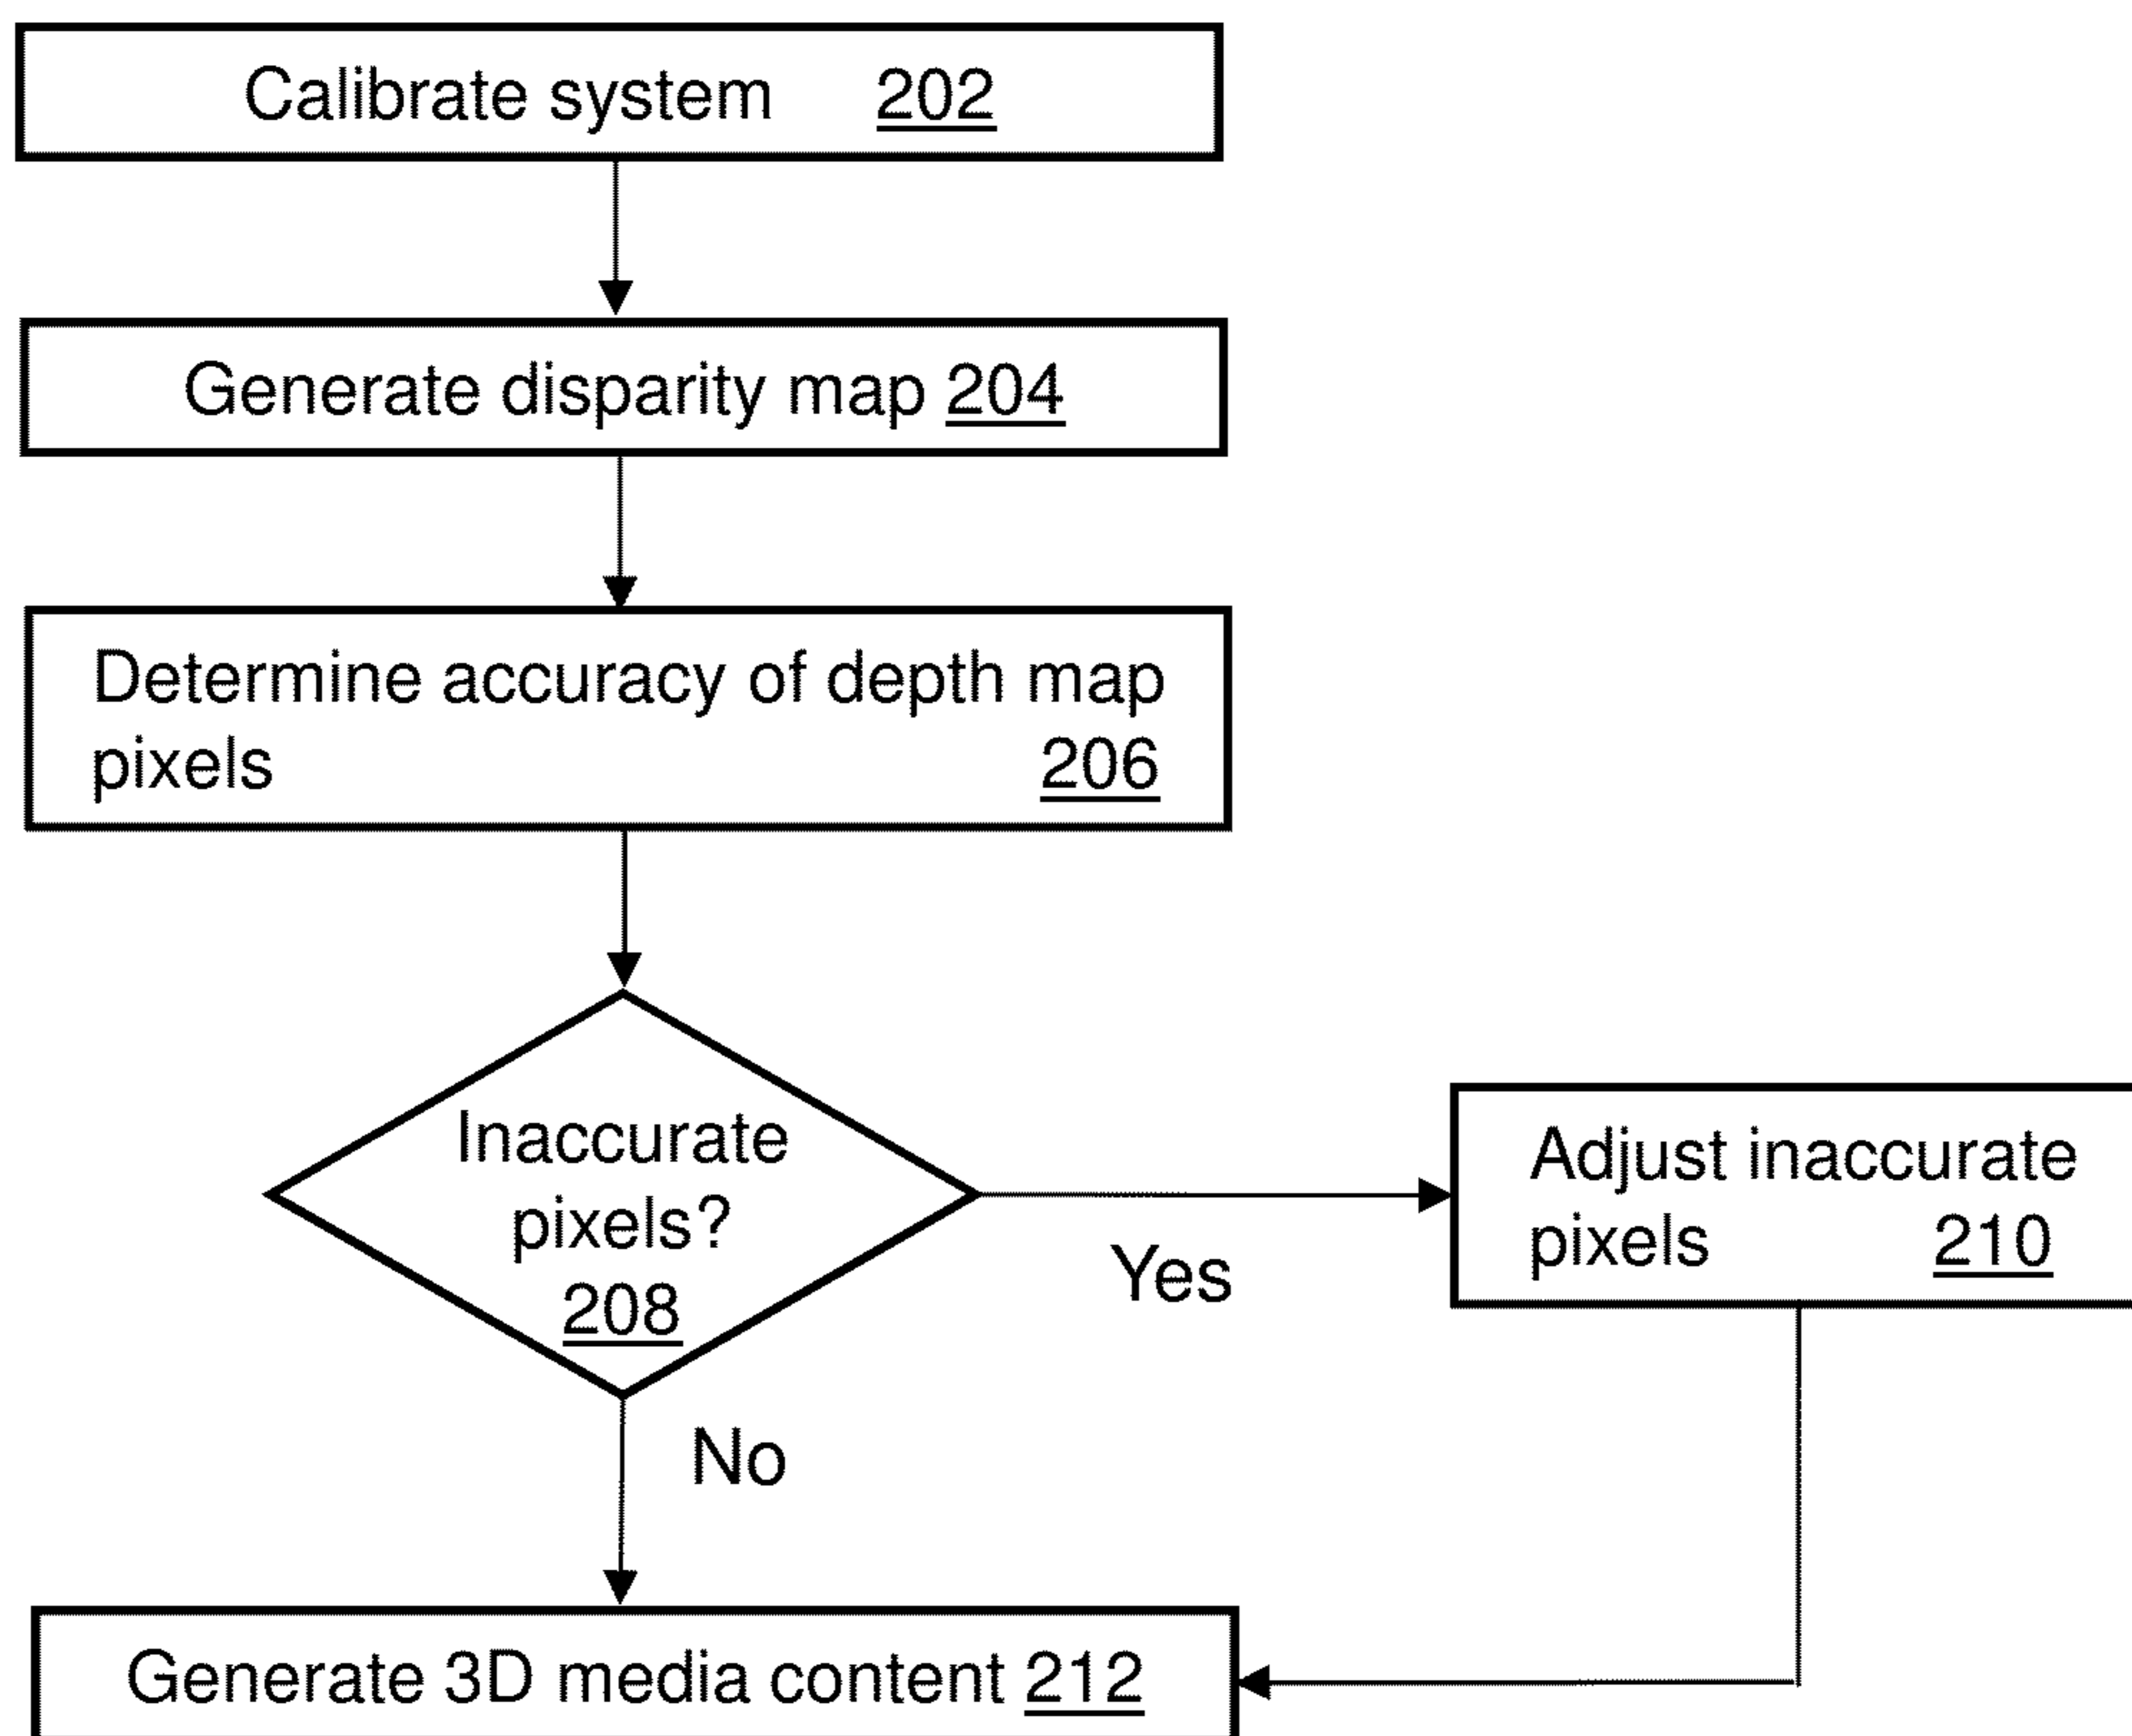 Calibrate system 202
Generate disparity map 204
Determine accuracy of depth map
pixels 206
Inaccurate
pixels?
208
Yes
Adjust inaccurate
pixels 210
No
Generate 3D media content 212